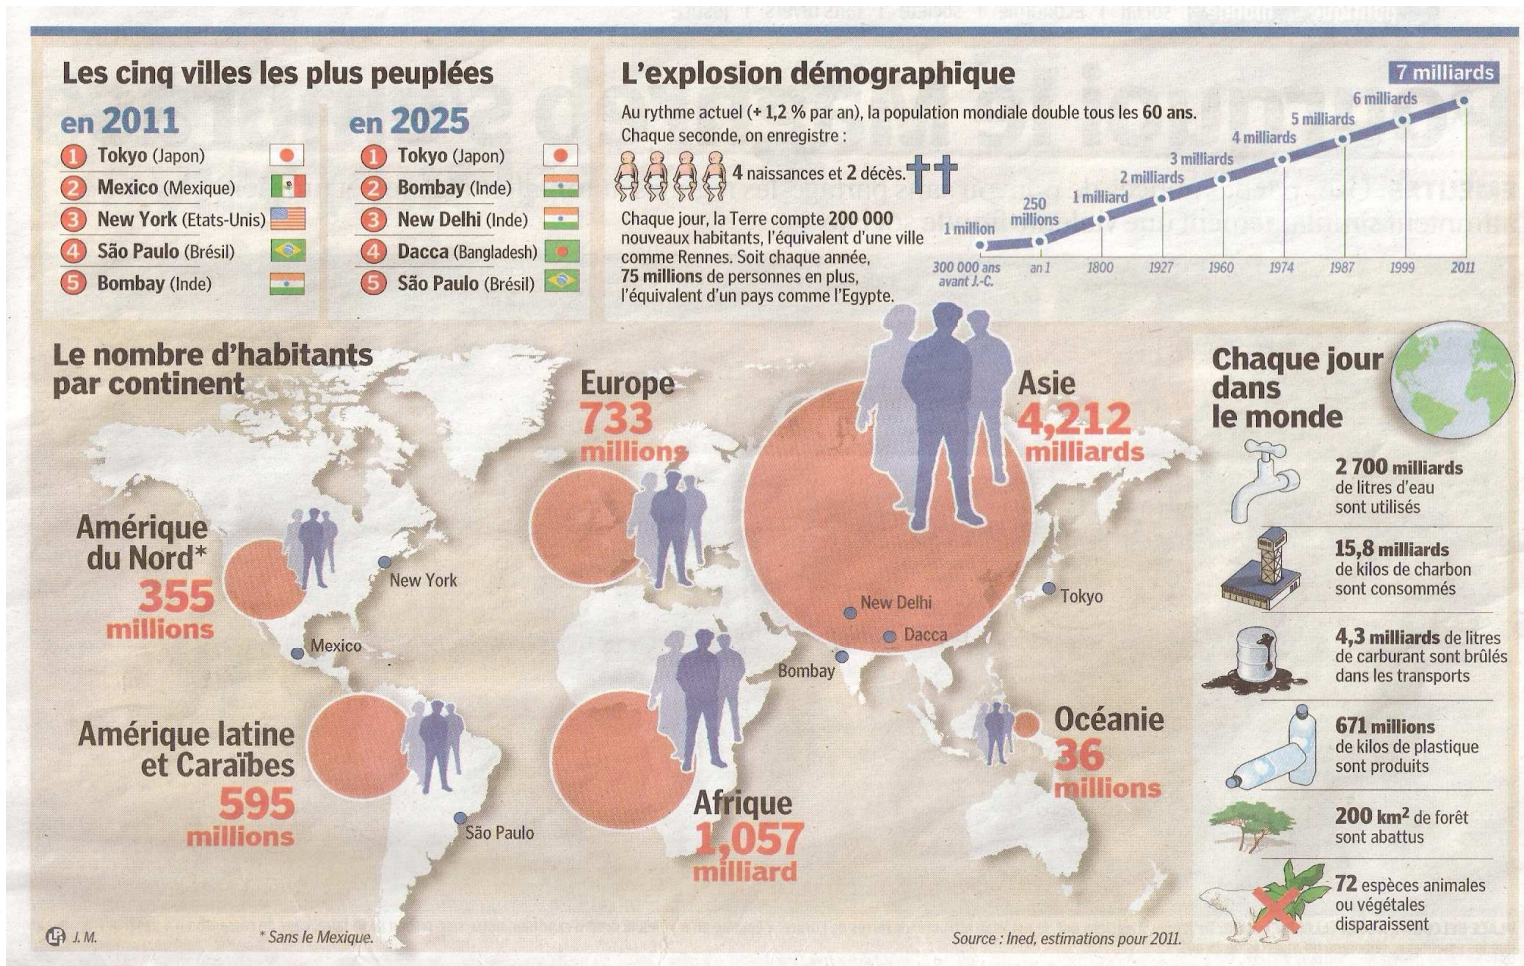 Les cinq villes les plus peuplées
en 2011
1 Tokyo (Japon)
2 Mexico (Mexique)
3 New York (Etats-Unis)
4 São Paulo (Brésil)
5 Bombay (Inde)
en 2025
1 Tokyo (Japon)
2 Bombay (Inde)
3 New Delhi (Inde)
4 Dacca (Bangladesh)
5 São Paulo (Brésil)
L'explosion démographique
Au rythme actuel (+ 1,2 % par an), la population mondiale double tous les 60 ans.
Chaque seconde, on enregistre :
4 naissances et 2 décès.
Chaque jour, la Terre compte 200 000
nouveaux habitants, l'équivalent d'une ville
comme Rennes. Soit chaque année,
75 millions de personnes en plus,
l'équivalent d'un pays comme l'Egypte.
1 million
250
millions
1 milliard
2 milliards
3 milliards
4 milliards
5 milliards
6 milliards
7 milliards
300 000 ans
avant J.-C.
an 1
1800
1927
1960
1974
1987
1999
2011
Le nombre d'habitants
par continent
Amérique
du Nord*
355
millions
New York
Mexico
Amérique latine
et Caraïbes
595
millions
São Paulo
Europe
733
millions
Afrique
1,057
milliard
Asie
4,212
milliards
New Delhi
Dacca
Bombay
Tokyo
Océanie
36
millions
Chaque jour
dans
le monde
2 700 milliards
de litres d'eau
sont utilisés
15,8 milliards
de kilos de charbon
sont consommés
4,3 milliards de litres
de carburant sont brûlés
dans les transports
671 millions
de kilos de plastique
sont produits
200 km² de forêt
sont abattus
72 espèces animales
ou végétales
disparaissent
LPA J. M.
* Sans le Mexique.
Source : Ined, estimations pour 2011.